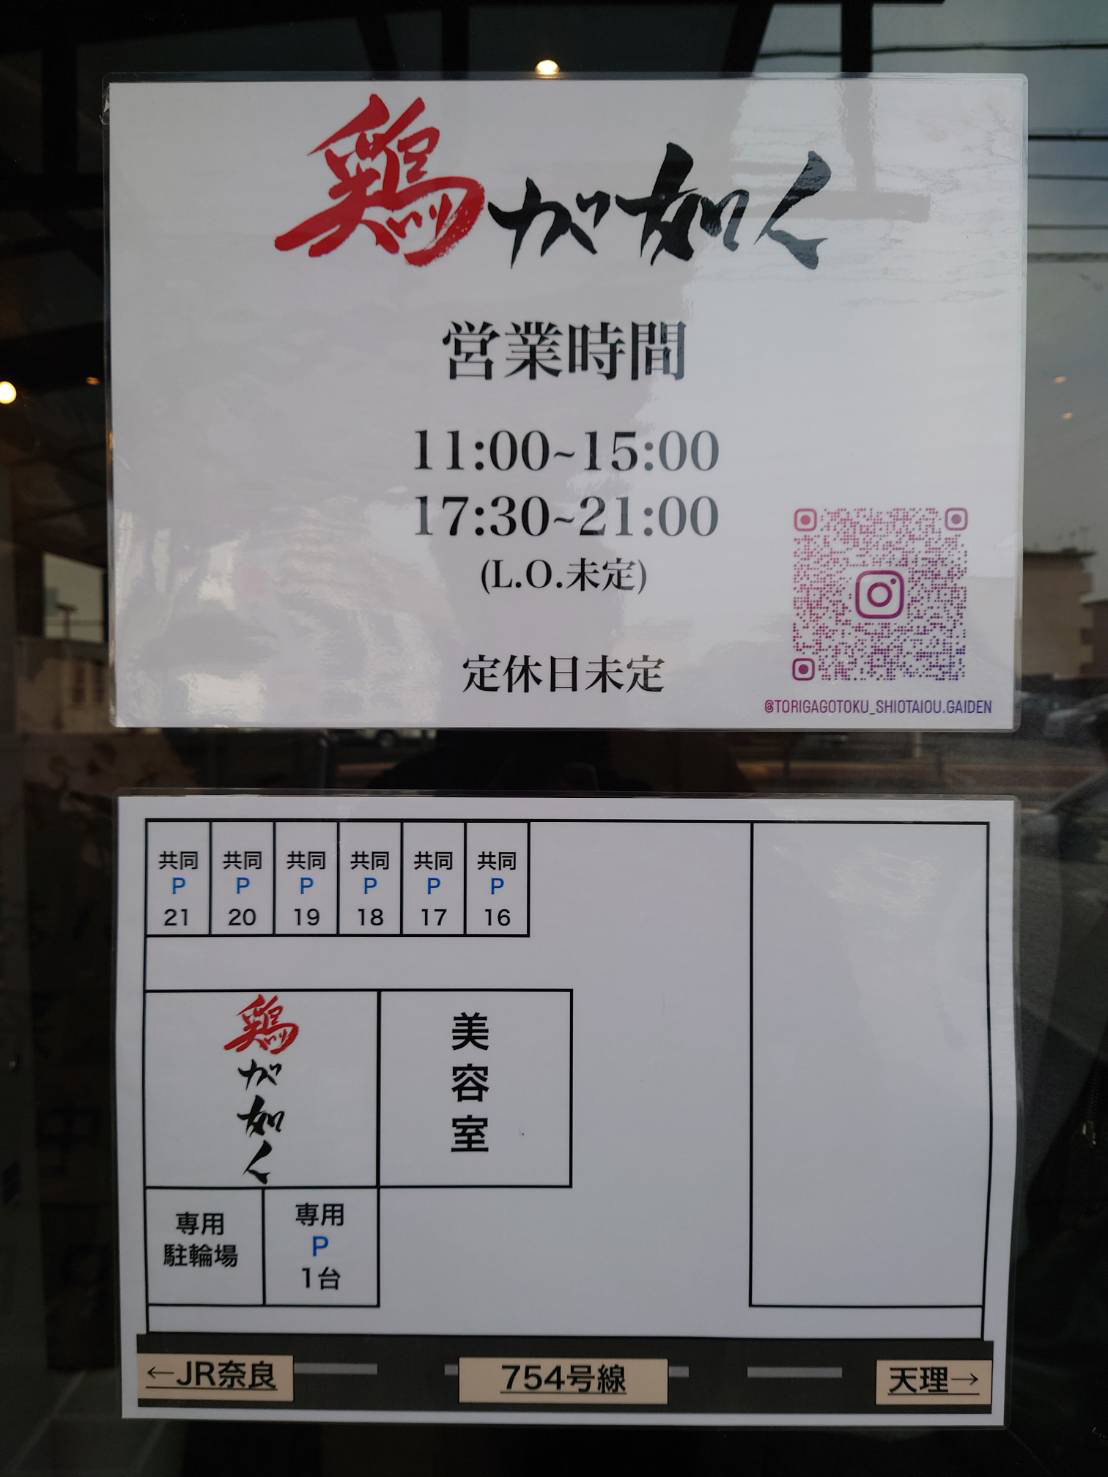 鶏が如く
営業時間
11:00~15:00
17:30~21:00
(L.O.未定)
定休日未定
@TORIGAGOTOKU_SHIOTAIOU.GAIDEN
共同 P 21
共同 P 20
共同 P 19
共同 P 18
共同 P 17
共同 P 16
鶏が如く
美容室
専用
駐輪場
専用
P
1台
←JR奈良
754号線
天理→